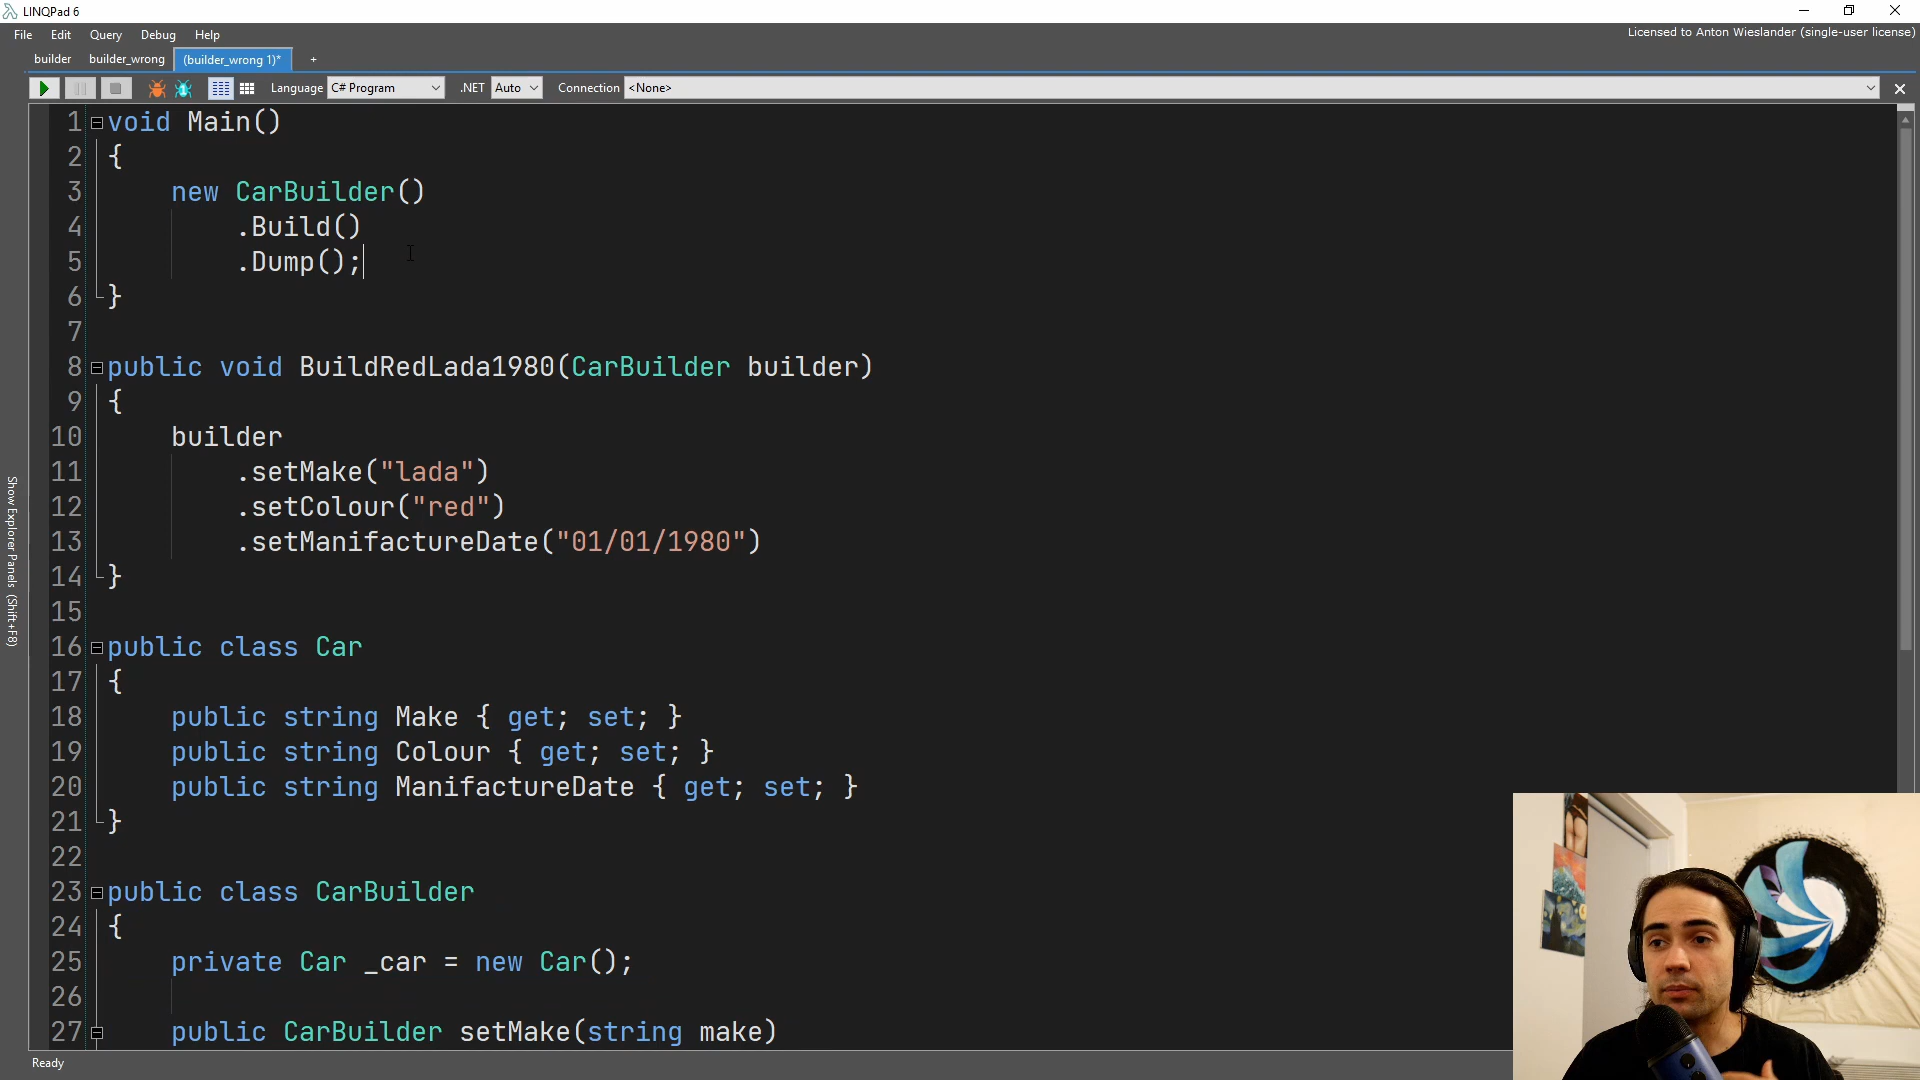 LINQPad 6
File Edit Query Debug Help
Licensed to Anton Wieslander (single-user license)
builder builder_wrong (builder_wrong 1)* +
Language C# Program .NET Auto Connection <None>
1 void Main()
2 {
3 new CarBuilder()
4 .Build()
5 .Dump();
6 }
7
8 public void BuildRedLada1980(CarBuilder builder)
9 {
10 builder
11 .setMake("lada")
12 .setColour("red")
13 .setManifactureDate("01/01/1980")
14 }
15
16 public class Car
17 {
18 public string Make { get; set; }
19 public string Colour { get; set; }
20 public string ManifactureDate { get; set; }
21 }
22
23 public class CarBuilder
24 {
25 private Car _car = new Car();
26
27 public CarBuilder setMake(string make)
Show Explorer Panels (Shift+F8)
Ready